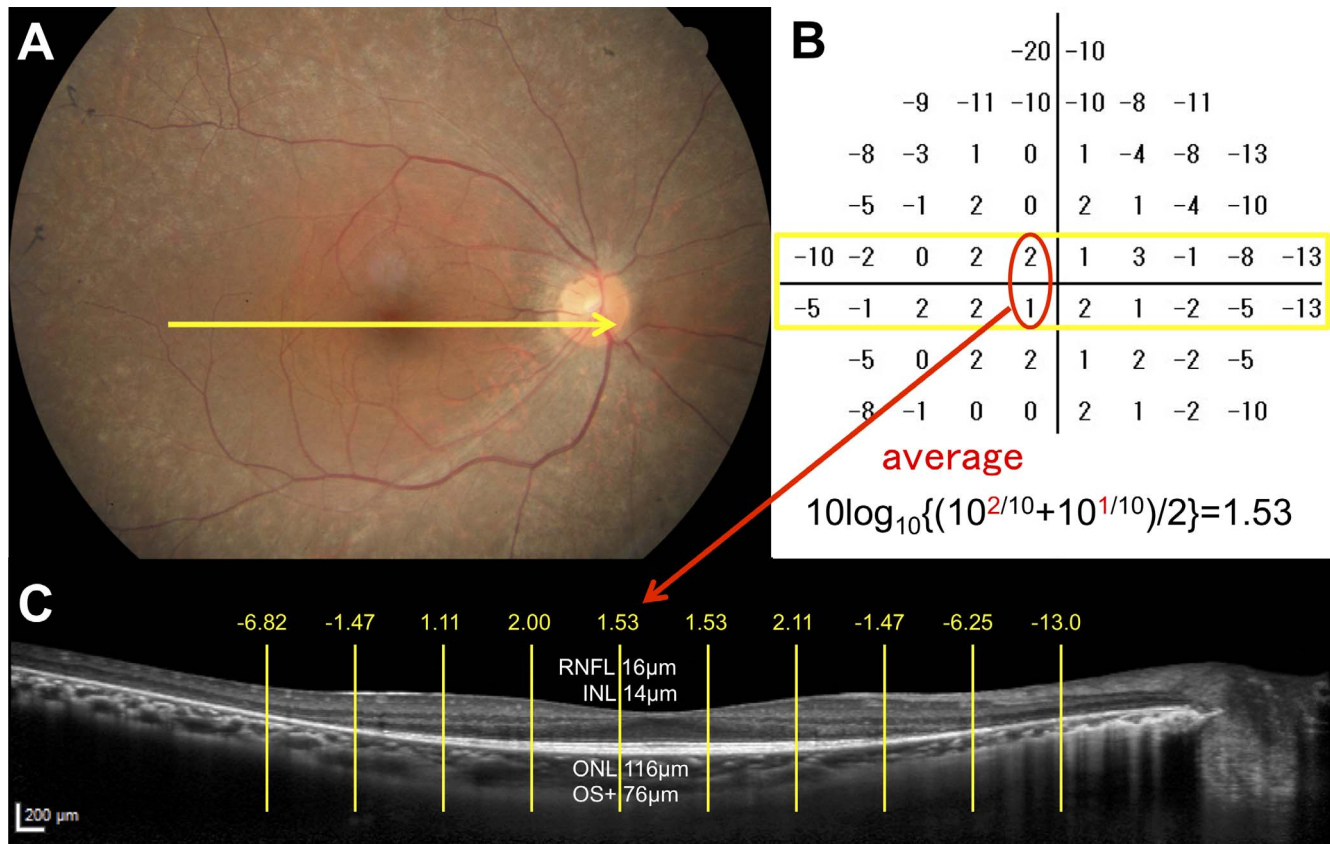 A
B
-20 -10
-9 -11 -10 -10 -8 -11
-8 -3 1 0 1 -4 -8 -13
-5 -1 2 0 2 1 -4 -10
-10 -2 0 2 2 1 3 -1 -8 -13
-5 -1 2 2 1 2 1 -2 -5 -13
-5 0 2 2 1 2 -2 -5
-8 -1 0 0 2 1 -2 -10
average
10log₁₀{(10^2/10+10^1/10)/2}=1.53
C
-6.82 -1.47 1.11 2.00 1.53 1.53 2.11 -1.47 -6.25 -13.0
RNFL 16μm
INL 14μm
ONL 116μm
OS+ 76μm
200 μm